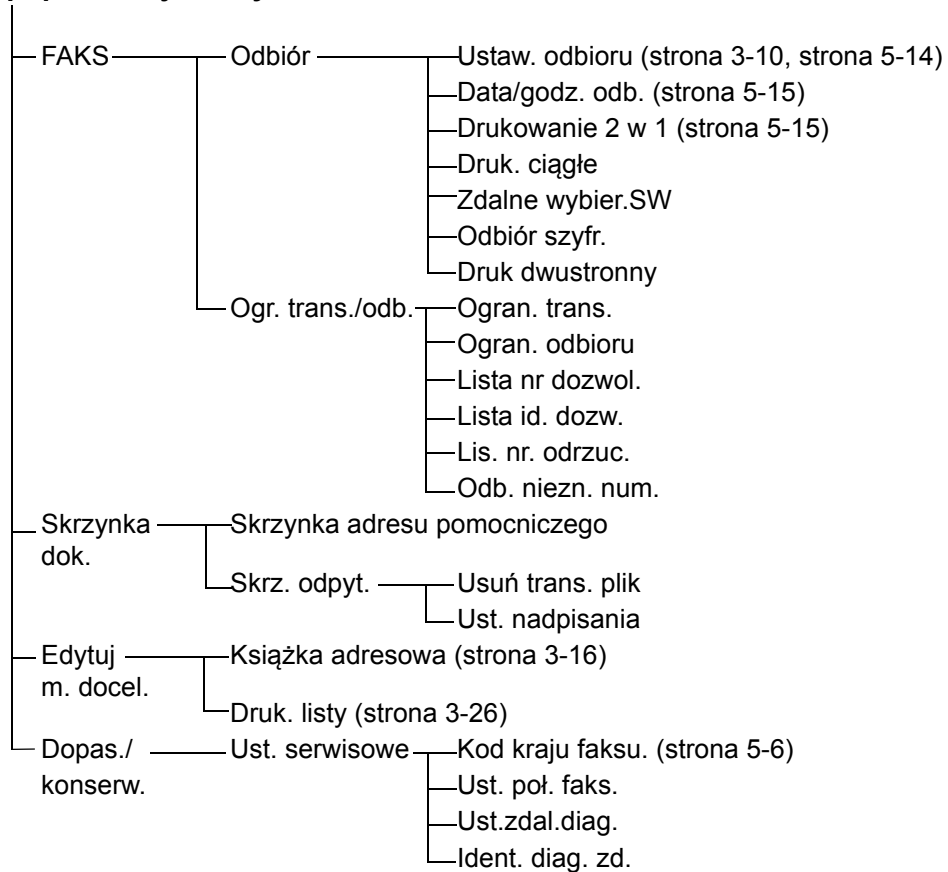 FAKS
Odbiór
Ustaw. odbioru (strona 3-10, strona 5-14)
Data/godz. odb. (strona 5-15)
Drukowanie 2 w 1 (strona 5-15)
Druk. ciągłe
Zdalne wybier.SW
Odbiór szyfr.
Druk dwustronny
Ogr. trans./odb.
Ogran. trans.
Ogran. odbioru
Lista nr dozwol.
Lista id. dozw.
Lis. nr. odrzuc.
Odb. niezn. num.
Skrzynka
dok.
Skrzynka adresu pomocniczego
Skrz. odpyt.
Usuń trans. plik
Ust. nadpisania
Edytuj
m. docel.
Książka adresowa (strona 3-16)
Druk. listy (strona 3-26)
Dopas./
konserw.
Ust. serwisowe
Kod kraju faksu. (strona 5-6)
Ust. poł. faks.
Ust.zdal.diag.
Ident. diag. zd.